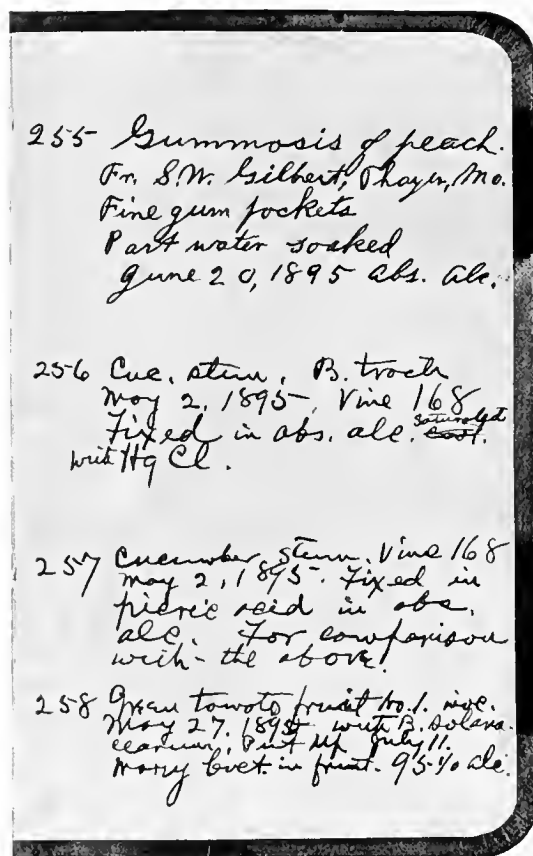 255 Gummosis of peach.
Fr. S.W. Gilbert, Thayer, Mo.
Fine gum pockets
Part water soaked
June 20, 1895 abs. alc.
256 Cuc. stem, B. trach
May 2, 1895, Vine 168
Fixed in abs. alc. saturated
with Hg Cl.
257 Cucumber, stem, Vine 168
May 2, 1895. Fixed in
picric acid in abs.
alc. For comparison
with the above.
258 Green tomato fruit No. 1. inoc.
May 27, 1895 with B. solana-
cearum, Put up July 11.
Many bact. in fruit. 95% alc.